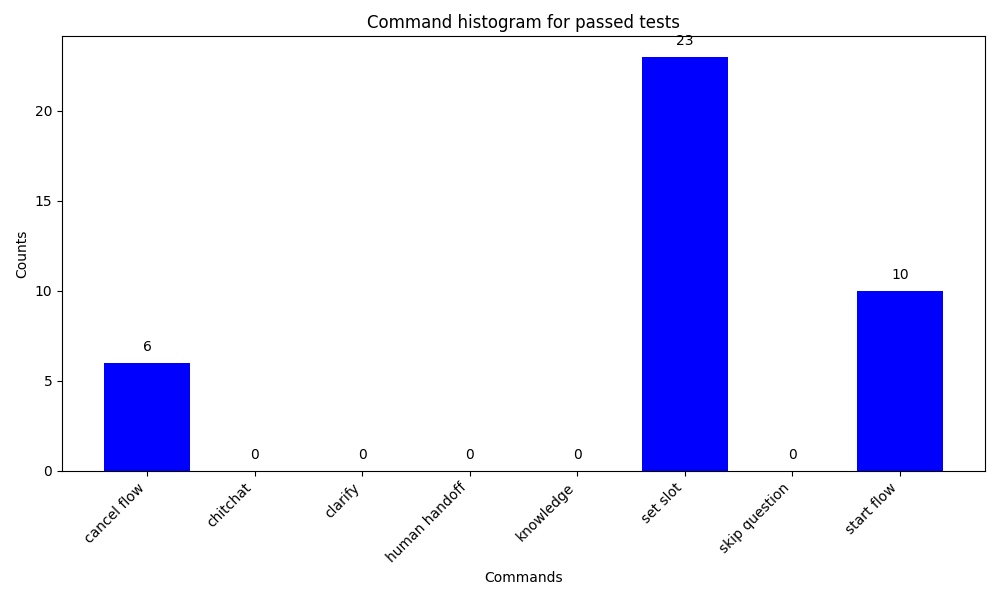 Command histogram for passed tests
23
20
15
10
10
6
5
0
0
0
0
0
0
Counts
cancel flow
chitchat
clarify
human handoff
knowledge
set slot
skip question
start flow
Commands